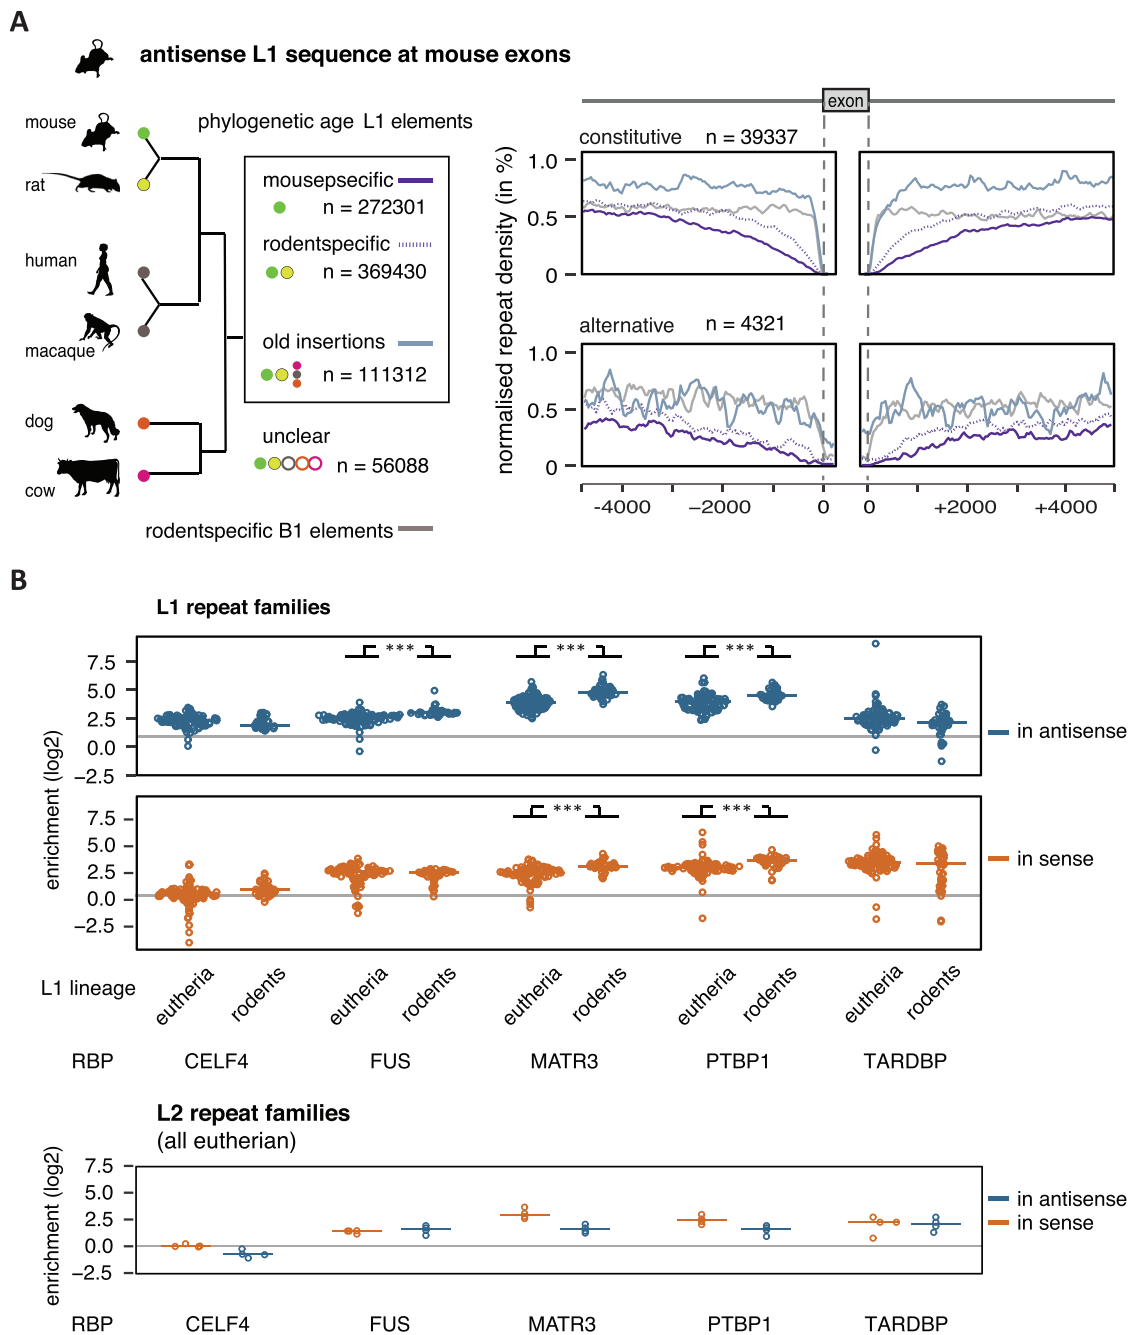 A
antisense L1 sequence at mouse exons
mouse
rat
human
macaque
dog
cow
phylogenetic age L1 elements
mousepsecific
n = 272301
rodentspecific
n = 369430
old insertions
n = 111312
unclear
n = 56088
rodentspecific B1 elements
exon
constitutive n = 39337
normalised repeat density (in %)
1.0
0.5
0
alternative n = 4321
1.0
0.5
0
-4000 −2000 0 0 +2000 +4000
B
L1 repeat families
enrichment (log2)
7.5
5.0
2.5
0.0
−2.5
*** *** ***
in antisense
7.5
5.0
2.5
0.0
−2.5
*** ***
in sense
L1 lineage eutheria rodents eutheria rodents eutheria rodents eutheria rodents eutheria rodents
RBP CELF4 FUS MATR3 PTBP1 TARDBP
L2 repeat families
(all eutherian)
enrichment (log2)
7.5
5.0
2.5
0.0
−2.5
in antisense
in sense
RBP CELF4 FUS MATR3 PTBP1 TARDBP